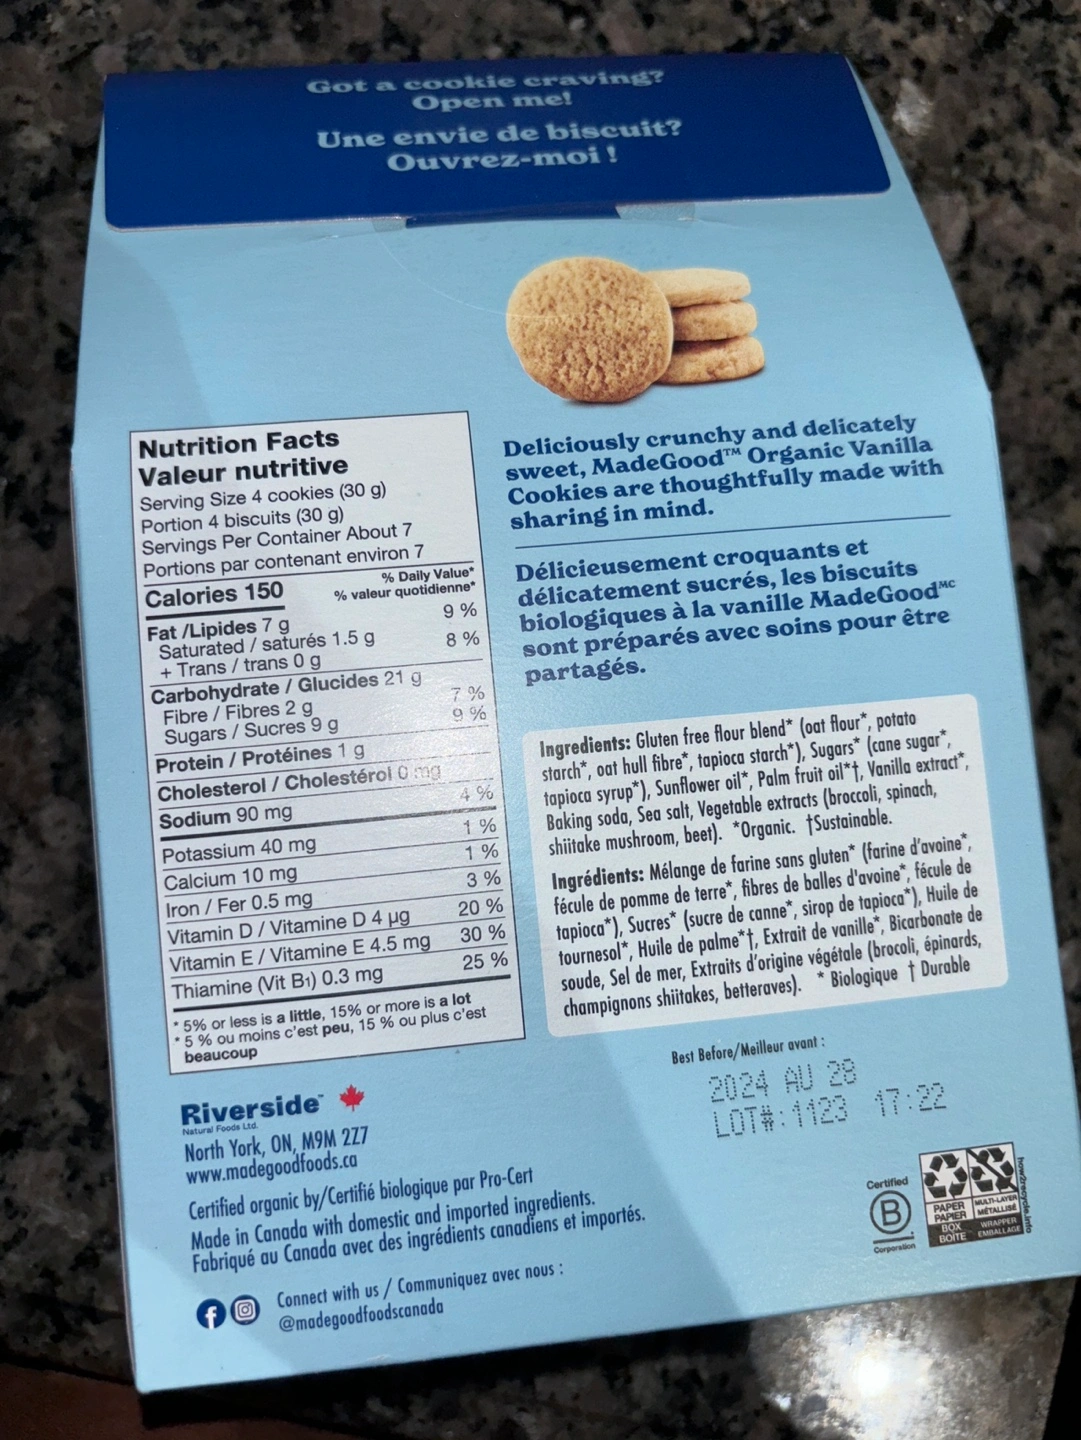 Got a cookie craving?
Open me!
Une envie de biscuit?
Ouvrez-moi !
Nutrition Facts
Valeur nutritive
Serving Size 4 cookies (30 g)
Portion 4 biscuits (30 g)
Servings Per Container About 7
Portions par contenant environ 7
Calories 150
% Daily Value*
% valeur quotidienne*
Fat /Lipides 7 g 9 %
Saturated / saturés 1.5 g
+ Trans / trans 0 g 8 %
Carbohydrate / Glucides 21 g
Fibre / Fibres 2 g 7 %
Sugars / Sucres 9 g 9 %
Protein / Protéines 1 g
Cholesterol / Cholestérol 0 mg
Sodium 90 mg 4 %
Potassium 40 mg 1 %
Calcium 10 mg 1 %
Iron / Fer 0.5 mg 3 %
Vitamin D / Vitamine D 4 µg 20 %
Vitamin E / Vitamine E 4.5 mg 30 %
Thiamine (Vit B₁) 0.3 mg 25 %
* 5% or less is a little, 15% or more is a lot
* 5 % ou moins c'est peu, 15 % ou plus c'est
beaucoup
Deliciously crunchy and delicately
sweet, MadeGood™ Organic Vanilla
Cookies are thoughtfully made with
sharing in mind.
Délicieusement croquants et
délicatement sucrés, les biscuits
biologiques à la vanille MadeGoodᴹᶜ
sont préparés avec soins pour être
partagés.
Ingredients: Gluten free flour blend* (oat flour*, potato
starch*, oat hull fibre*, tapioca starch*), Sugars* (cane sugar*,
tapioca syrup*), Sunflower oil*, Palm fruit oil*†, Vanilla extract*,
Baking soda, Sea salt, Vegetable extracts (broccoli, spinach,
shiitake mushroom, beet). *Organic. †Sustainable.
Ingrédients: Mélange de farine sans gluten* (farine d'avoine*,
fécule de pomme de terre*, fibres de balles d'avoine*, fécule de
tapioca*), Sucres* (sucre de canne*, sirop de tapioca*), Huile de
tournesol*, Huile de palme*†, Extrait de vanille*, Bicarbonate de
soude, Sel de mer, Extraits d'origine végétale (brocoli, épinards,
champignons shiitakes, betteraves). * Biologique † Durable
Best Before/Meilleur avant :
2024 AU 28
LOT#:1123 17:22
Riverside™
Natural Foods Ltd.
North York, ON, M9M 2Z7
www.madegoodfoods.ca
Certified organic by/Certifié biologique par Pro-Cert
Made in Canada with domestic and imported ingredients.
Fabriqué au Canada avec des ingrédients canadiens et importés.
Connect with us / Communiquez avec nous :
@madegoodfoodscanada
Certified
B
Corporation
PAPER
PAPIER
BOX
BOÎTE
MULTI-LAYER
MÉTALLISÉ
WRAPPER
EMBALLAGE
how2recycle.info